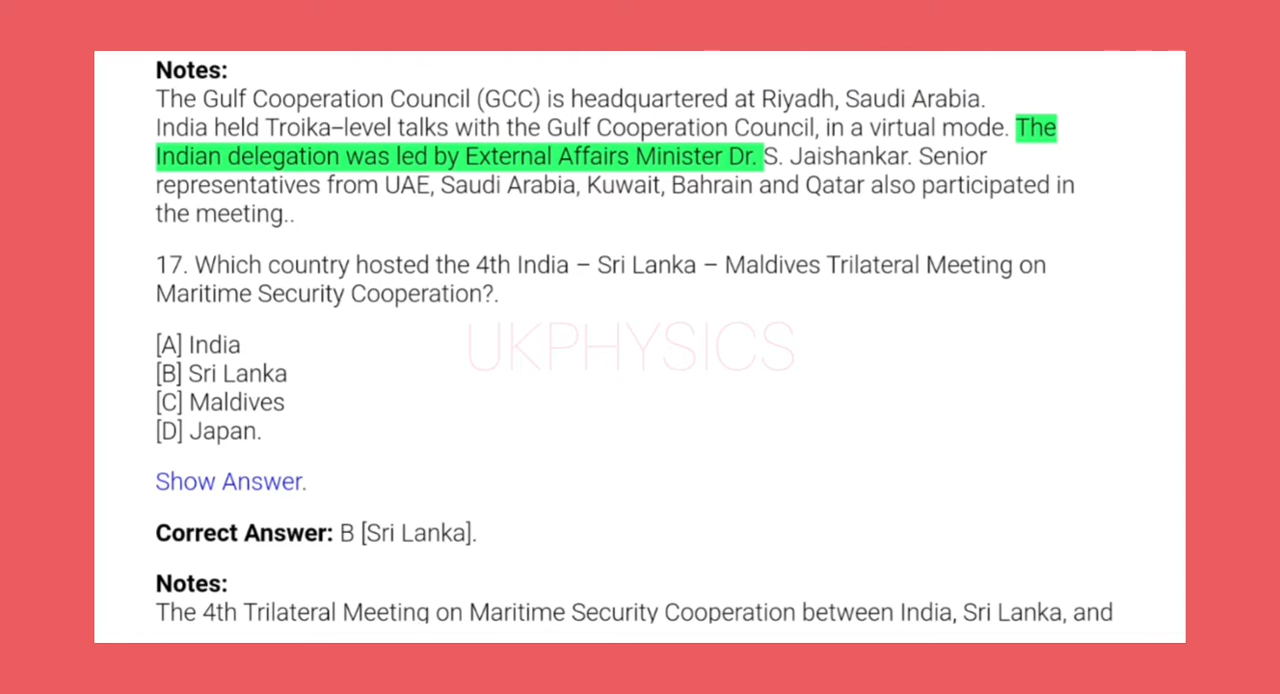 Notes:
The Gulf Cooperation Council (GCC) is headquartered at Riyadh, Saudi Arabia.
India held Troika–level talks with the Gulf Cooperation Council, in a virtual mode. The
Indian delegation was led by External Affairs Minister Dr. S. Jaishankar. Senior
representatives from UAE, Saudi Arabia, Kuwait, Bahrain and Qatar also participated in
the meeting..
17. Which country hosted the 4th India – Sri Lanka – Maldives Trilateral Meeting on
Maritime Security Cooperation?.
UKPHYSICS
[A] India
[B] Sri Lanka
[C] Maldives
[D] Japan.
Show Answer.
Correct Answer: B [Sri Lanka].
Notes:
The 4th Trilateral Meeting on Maritime Security Cooperation between India, Sri Lanka, and